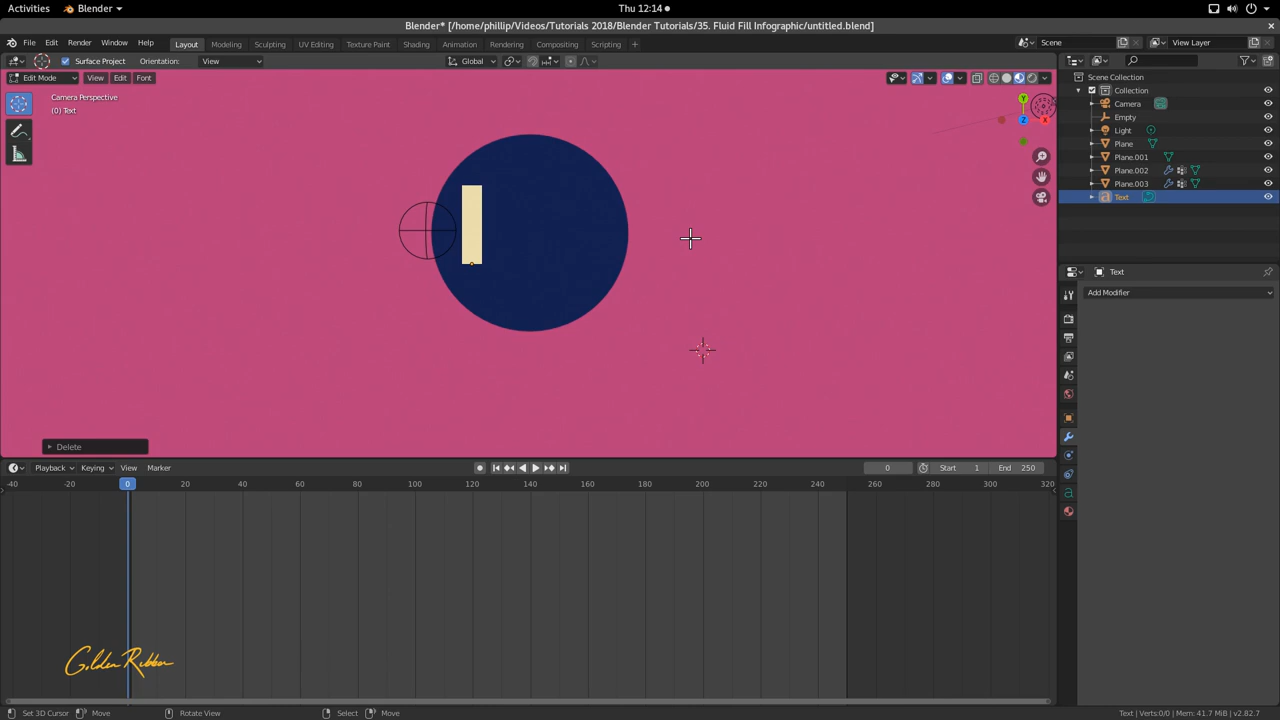 Activities Blender Thu 12:14
Blender* [/home/phillip/Videos/Tutorials 2018/Blender Tutorials/35. Fluid Fill Infographic/untitled.blend]
File Edit Render Window Help Layout Modeling Sculpting UV Editing Texture Paint Shading Animation Rendering Compositing Scripting + Scene View Layer
Surface Project Orientation: View Global
Edit Mode View Edit Font
Camera Perspective
(0) Text
Y
Z
X
Scene Collection
Collection
Camera
Empty
Light
Plane
Plane.001
Plane.002
Plane.003
Text
Text
Add Modifier
Delete
Playback Keying View Marker 0 Start 1 End 250
-40 -20 0 20 40 60 80 100 120 140 160 180 200 220 240 260 280 300 320
Golden Ribbon
Set 3D Cursor Move Rotate View Select Move Text | Verts:0/0 | Mem: 41.7 MiB | v2.82.7